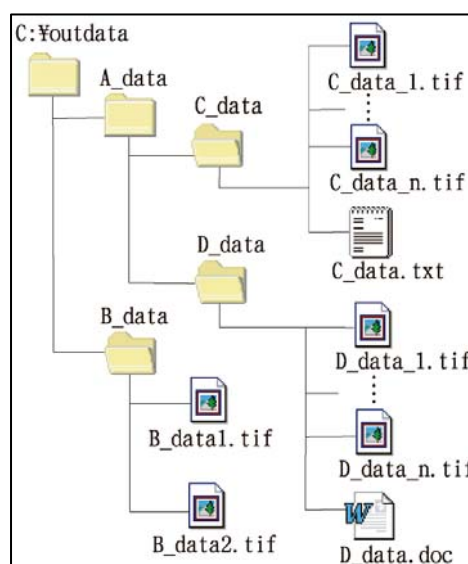 C:¥outdata
A_data
C_data
C_data_1.tif
C_data_n.tif
C_data.txt
D_data
D_data_1.tif
D_data_n.tif
D_data.doc
B_data
B_data1.tif
B_data2.tif